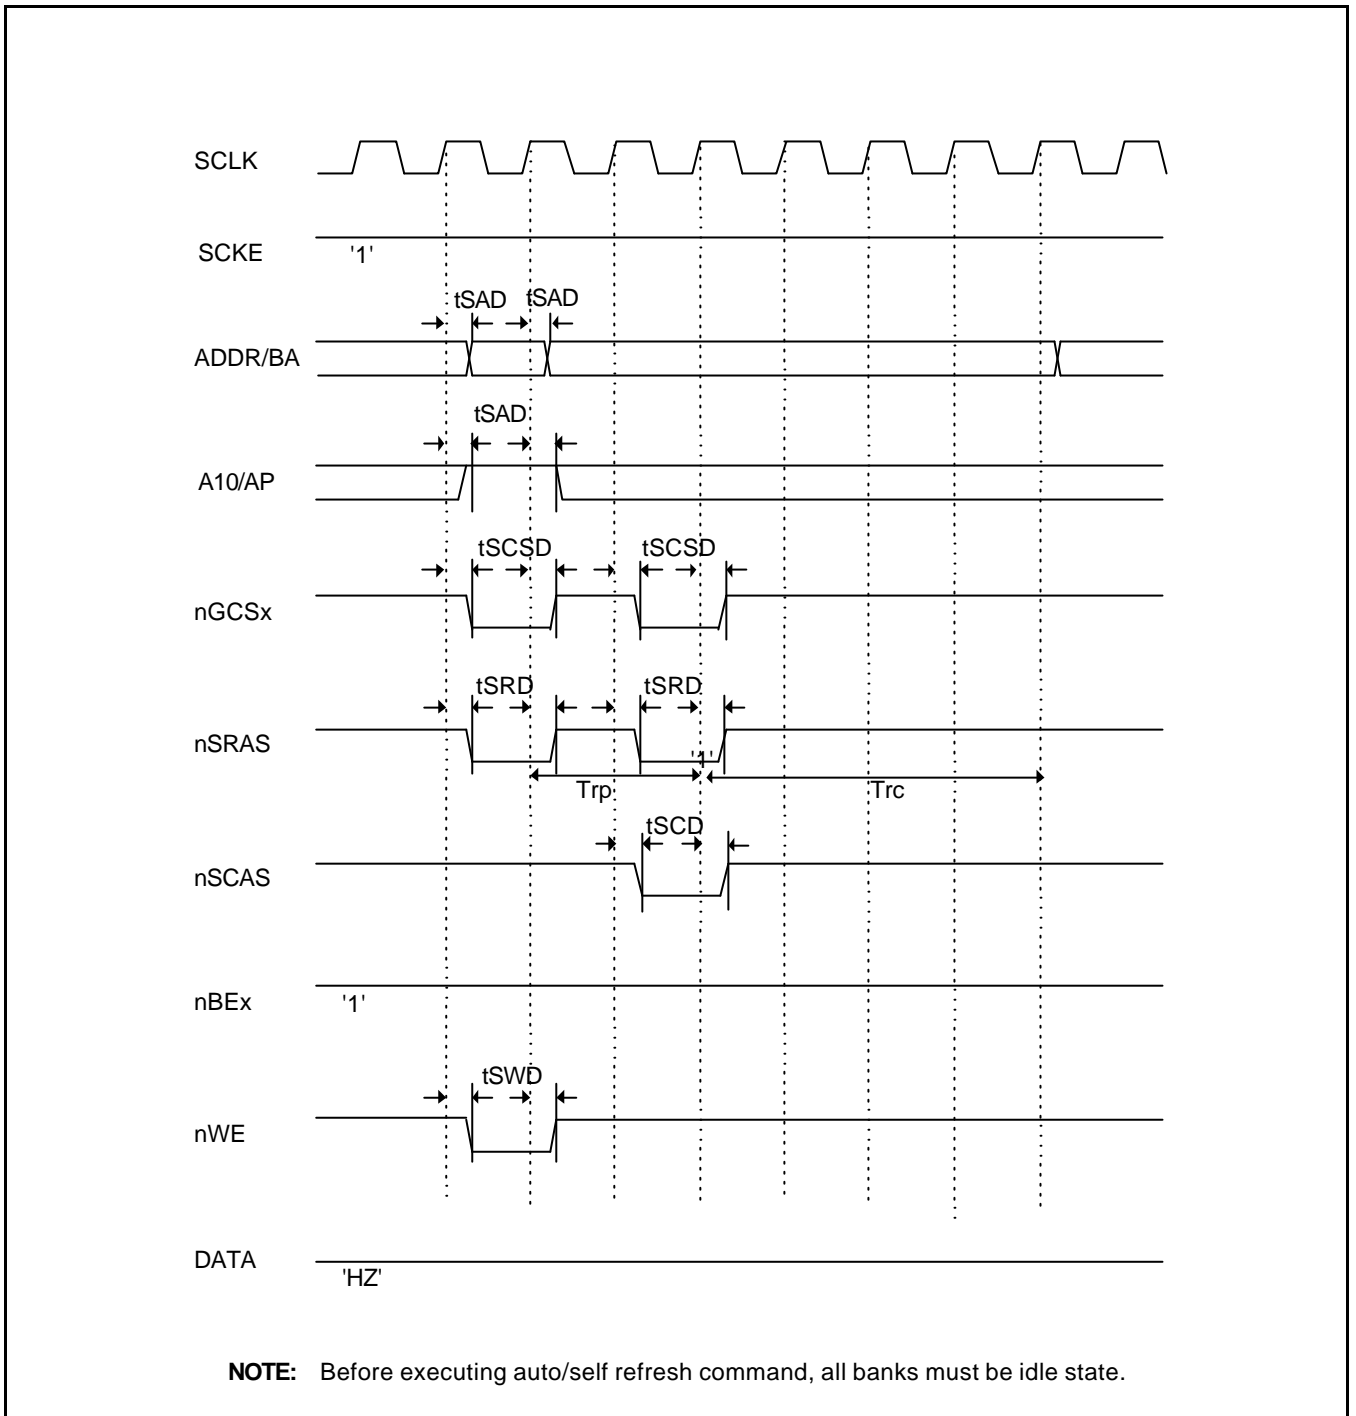 SCLK
SCKE
'1'
tSAD tSAD
ADDR/BA
tSAD
A10/AP
tSCSD tSCSD
nGCSx
tSRD tSRD
nSRAS
'1'
Trp Trc
tSCD
nSCAS
nBEx
'1'
tSWD
nWE
DATA
'HZ'
NOTE: Before executing auto/self refresh command, all banks must be idle state.